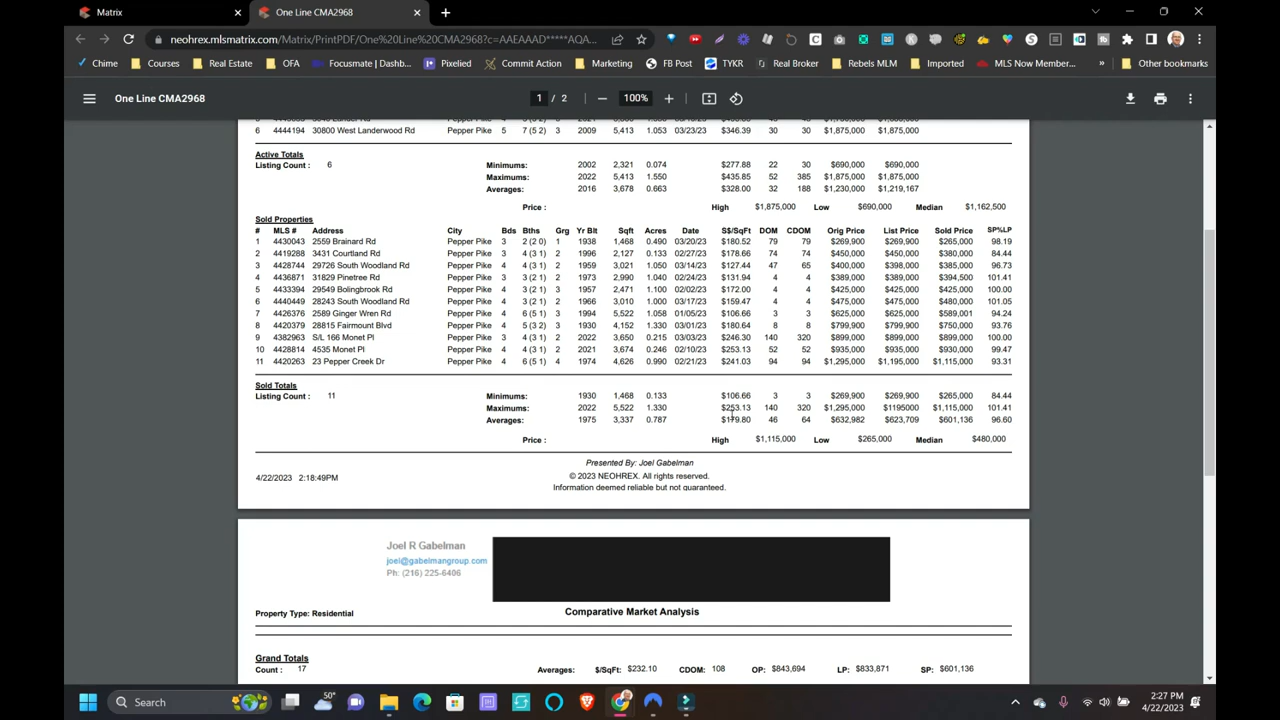 Matrix
One Line CMA2968
neohrex.mlsmatrix.com/Matrix/PrintPDF/One%20Line%20CMA2968?c=AAEAAAD*****AQA...
Chime Courses Real Estate OFA Focusmate | Dashb... Pixelied Commit Action Marketing FB Post TYKR Real Broker Rebels MLM Imported MLS Now Member... » Other bookmarks
One Line CMA2968 1 / 2 100%
6 4444194 30800 West Landerwood Rd Pepper Pike 5 7 (5 2) 3 2009 5,413 1.053 03/23/23 $346.39 30 30 $1,875,000 $1,875,000
Active Totals
Listing Count : 6 Minimums: 2002 2,321 0.074 $277.88 22 30 $690,000 $690,000
Maximums: 2022 5,413 1.550 $435.85 52 385 $1,875,000 $1,875,000
Averages: 2016 3,678 0.663 $328.00 32 188 $1,230,000 $1,219,167
Price : High $1,875,000 Low $690,000 Median $1,162,500
Sold Properties
# MLS # Address City Bds Bths Grg Yr Blt Sqft Acres Date S$/SqFt DOM CDOM Orig Price List Price Sold Price SP%LP
1 4430043 2559 Brainard Rd Pepper Pike 3 2 (2 0) 1 1938 1,468 0.490 03/20/23 $180.52 79 79 $269,900 $269,900 $265,000 98.19
2 4419288 3431 Courtland Rd Pepper Pike 3 4 (3 1) 2 1996 2,127 0.133 02/27/23 $178.66 74 74 $450,000 $450,000 $380,000 84.44
3 4428744 29726 South Woodland Rd Pepper Pike 4 4 (3 1) 2 1959 3,021 1.050 03/14/23 $127.44 47 65 $400,000 $398,000 $385,000 96.73
4 4436871 31829 Pinetree Rd Pepper Pike 3 3 (2 1) 2 1973 2,990 1.040 02/24/23 $131.94 4 4 $389,000 $389,000 $394,500 101.41
5 4433394 29549 Bolingbrook Rd Pepper Pike 4 3 (2 1) 3 1957 2,471 1.100 02/02/23 $172.00 4 4 $425,000 $425,000 $425,000 100.00
6 4440449 28243 South Woodland Rd Pepper Pike 4 3 (2 1) 2 1966 3,010 1.000 03/17/23 $159.47 4 4 $475,000 $475,000 $480,000 101.05
7 4426376 2589 Ginger Wren Rd Pepper Pike 4 6 (5 1) 3 1994 5,522 1.058 01/05/23 $106.66 3 3 $625,000 $625,000 $589,001 94.24
8 4420379 28815 Fairmount Blvd Pepper Pike 4 5 (3 2) 3 1930 4,152 1.330 03/01/23 $180.64 8 8 $799,900 $799,900 $750,000 93.76
9 4382963 S/L 166 Monet Pl Pepper Pike 3 4 (3 1) 2 2022 3,650 0.215 03/03/23 $246.30 140 320 $899,000 $899,000 $899,000 100.00
10 4428814 4535 Monet Pl Pepper Pike 4 4 (3 1) 2 2021 3,674 0.246 02/10/23 $253.13 52 52 $935,000 $935,000 $930,000 99.47
11 4420263 23 Pepper Creek Dr Pepper Pike 4 6 (5 1) 4 1974 4,626 0.990 02/21/23 $241.03 94 94 $1,295,000 $1,195,000 $1,115,000 93.31
Sold Totals
Listing Count : 11 Minimums: 1930 1,468 0.133 $106.66 3 3 $269,900 $269,900 84.44
Maximums: 2022 5,522 1.330 $253.13 140 320 $1,295,000 $1195000 $1,115,000 101.41
Averages: 1975 3,337 0.787 $179.80 46 64 $632,982 $623,709 $601,136 96.60
Price : High $1,115,000 Low $265,000 Median $480,000
Presented By: Joel Gabelman
4/22/2023 2:18:49PM © 2023 NEOHREX. All rights reserved.
Information deemed reliable but not guaranteed.
Joel R Gabelman
joel@gabelmangroup.com
Ph: (216) 225-6406
Property Type: Residential Comparative Market Analysis
Grand Totals
Count : 17 Averages: $/SqFt: $232.10 CDOM: 108 OP: $843,694 LP: $833,871 SP: $601,136
Search 50° 2:27 PM
4/22/2023